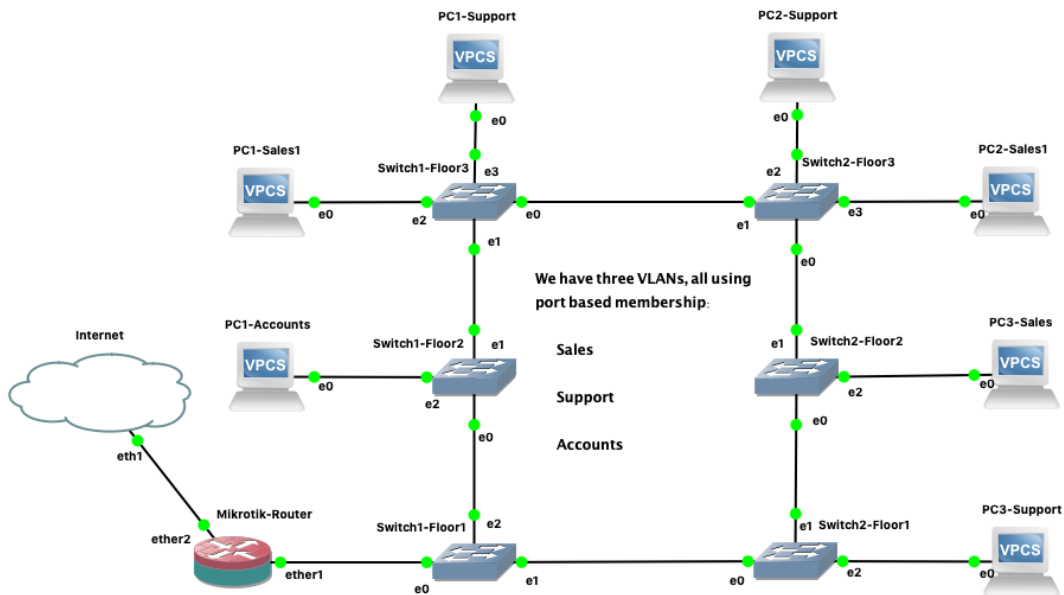 PC1-Support
VPCS
e0
PC2-Support
VPCS
e0
PC1-Sales1
VPCS
e0
Switch1-Floor3
e3
e2
e0
e1
Switch2-Floor3
e2
e1
e3
e0
PC2-Sales1
VPCS
e0
We have three VLANs, all using
port based membership:
Sales
Support
Accounts
Internet
eth1
PC1-Accounts
VPCS
e0
Switch1-Floor2
e1
e2
e0
Switch2-Floor2
e1
e2
e0
PC3-Sales
VPCS
e0
Mikrotik-Router
ether2
ether1
Switch1-Floor1
e2
e0
e1
Switch2-Floor1
e1
e0
e2
PC3-Support
VPCS
e0